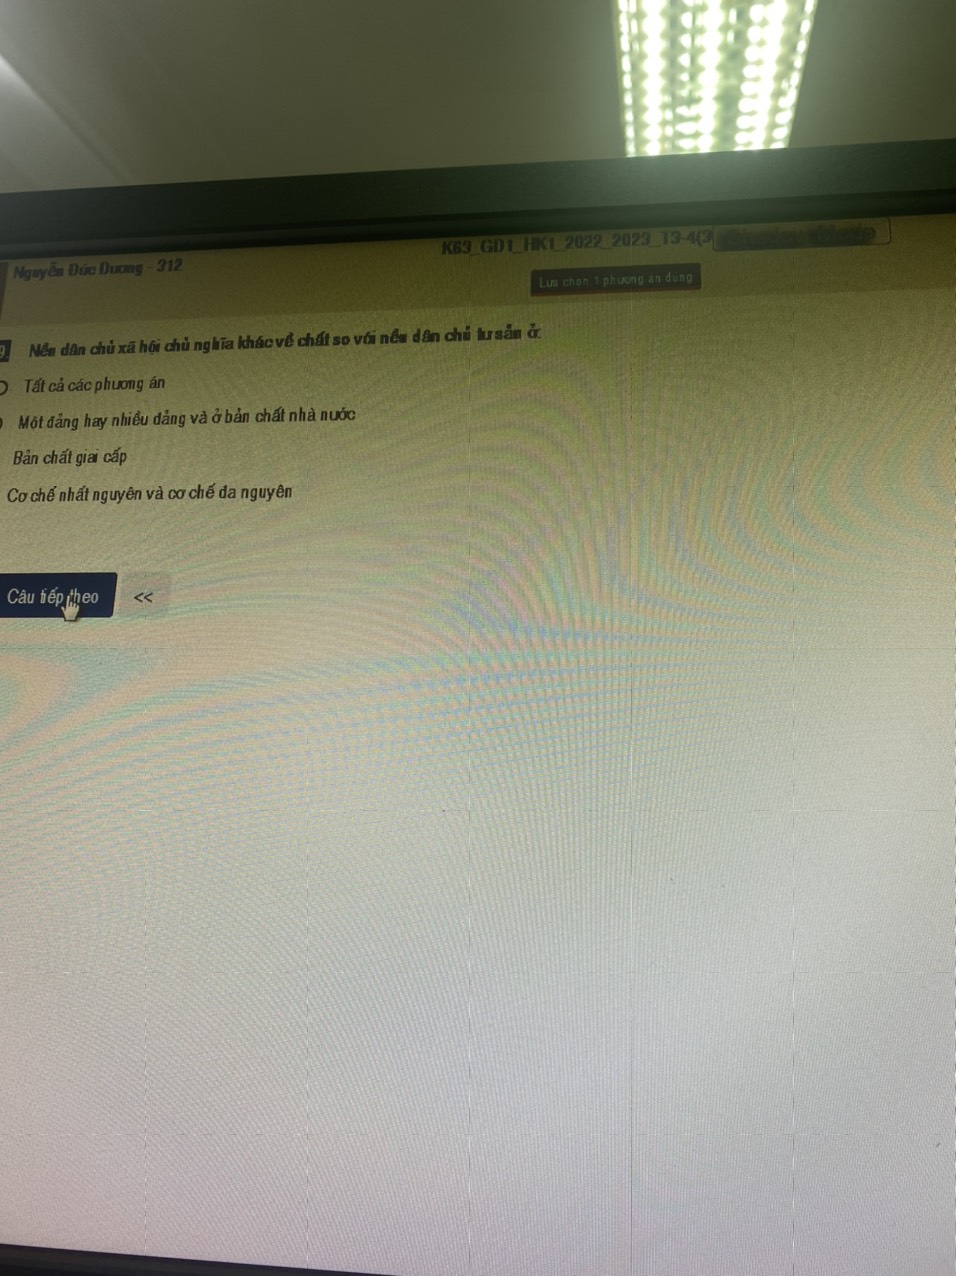 Nguyễn Đức Dương - 312
K63_GD1_HK1_2022_2023_T3-4(3
Lựa chọn 1 phương án đúng
Nền dân chủ xã hội chủ nghĩa khác về chất so với nền dân chủ tư sản ở:
Tất cả các phương án
Một đảng hay nhiều đảng và ở bản chất nhà nước
Bản chất giai cấp
Cơ chế nhất nguyên và cơ chế đa nguyên
Câu tiếp theo <<